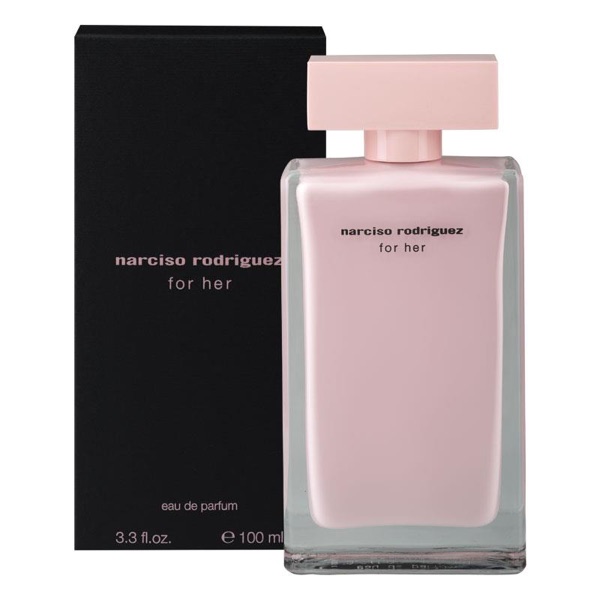 narciso rodriguez
for her
eau de parfum
3.3 fl.oz. e 100 ml
narciso rodriguez
for her